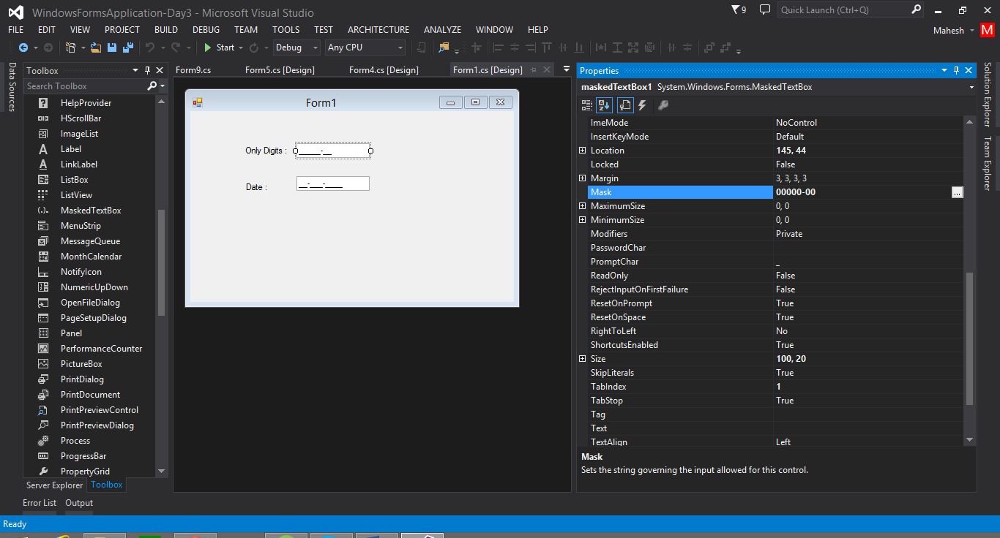 WindowsFormsApplication-Day3 - Microsoft Visual Studio
9
Quick Launch (Ctrl+Q)
FILE EDIT VIEW PROJECT BUILD DEBUG TEAM TOOLS TEST ARCHITECTURE ANALYZE WINDOW HELP
Mahesh M
Start Debug Any CPU
Data Sources
Toolbox
Search Toolbox
HelpProvider
HScrollBar
ImageList
Label
LinkLabel
ListBox
ListView
MaskedTextBox
MenuStrip
MessageQueue
MonthCalendar
NotifyIcon
NumericUpDown
OpenFileDialog
PageSetupDialog
Panel
PerformanceCounter
PictureBox
PrintDialog
PrintDocument
PrintPreviewControl
PrintPreviewDialog
Process
ProgressBar
PropertyGrid
Server Explorer Toolbox
Form9.cs Form5.cs [Design] Form4.cs [Design] Form1.cs [Design]
Form1
Only Digits : _____-__
Date : __-___-____
Properties
maskedTextBox1 System.Windows.Forms.MaskedTextBox
ImeMode NoControl
InsertKeyMode Default
Location 145, 44
Locked False
Margin 3, 3, 3, 3
Mask 00000-00 ...
MaximumSize 0, 0
MinimumSize 0, 0
Modifiers Private
PasswordChar
PromptChar _
ReadOnly False
RejectInputOnFirstFailure False
ResetOnPrompt True
ResetOnSpace True
RightToLeft No
ShortcutsEnabled True
Size 100, 20
SkipLiterals True
TabIndex 1
TabStop True
Tag
Text
TextAlign Left
Mask
Sets the string governing the input allowed for this control.
Solution Explorer
Team Explorer
Error List Output
Ready